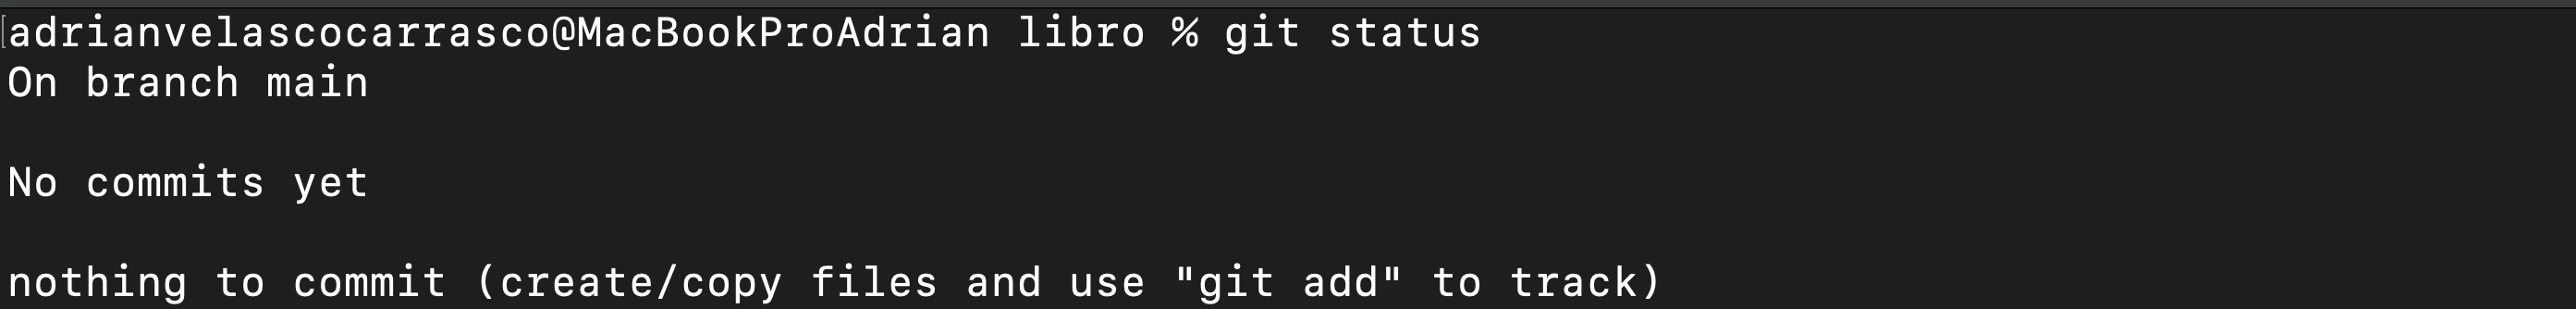 [adrianvelascocarrasco@MacBookProAdrian libro % git status
On branch main
No commits yet
nothing to commit (create/copy files and use "git add" to track)